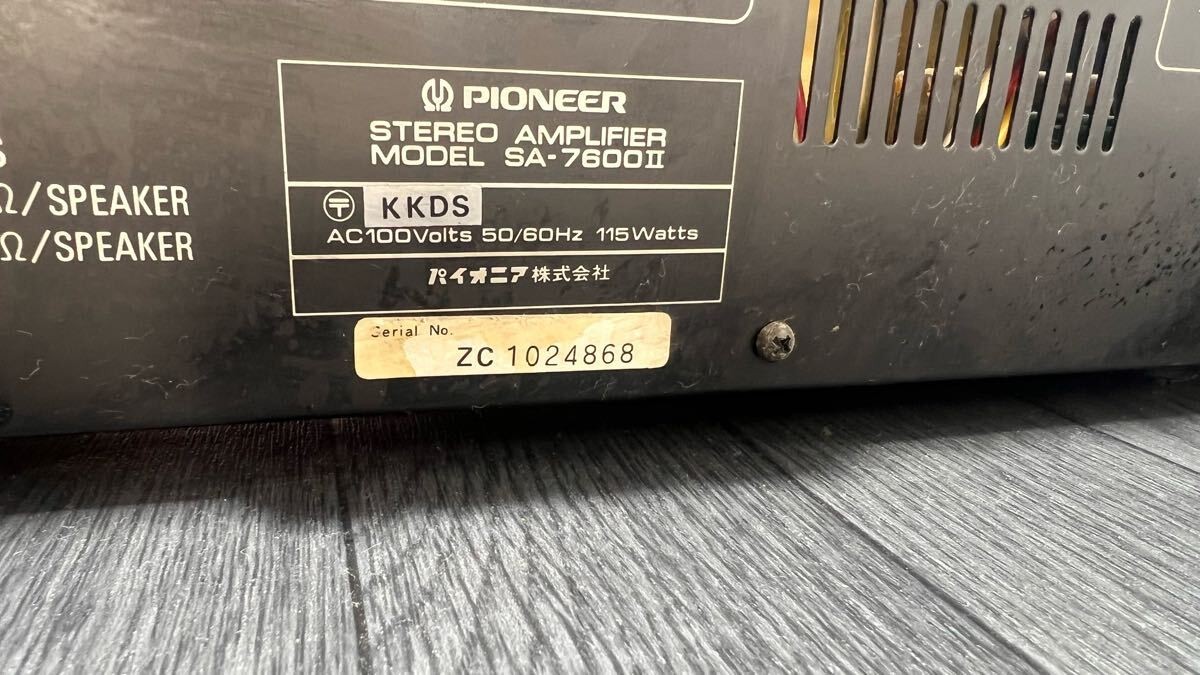 PIONEER
STEREO AMPLIFIER
MODEL SA-7600II
〒 KKDS
AC100Volts 50/60Hz 115Watts
パイオニア株式会社
Serial No.
ZC 1024868
S
Ω/SPEAKER
Ω/SPEAKER